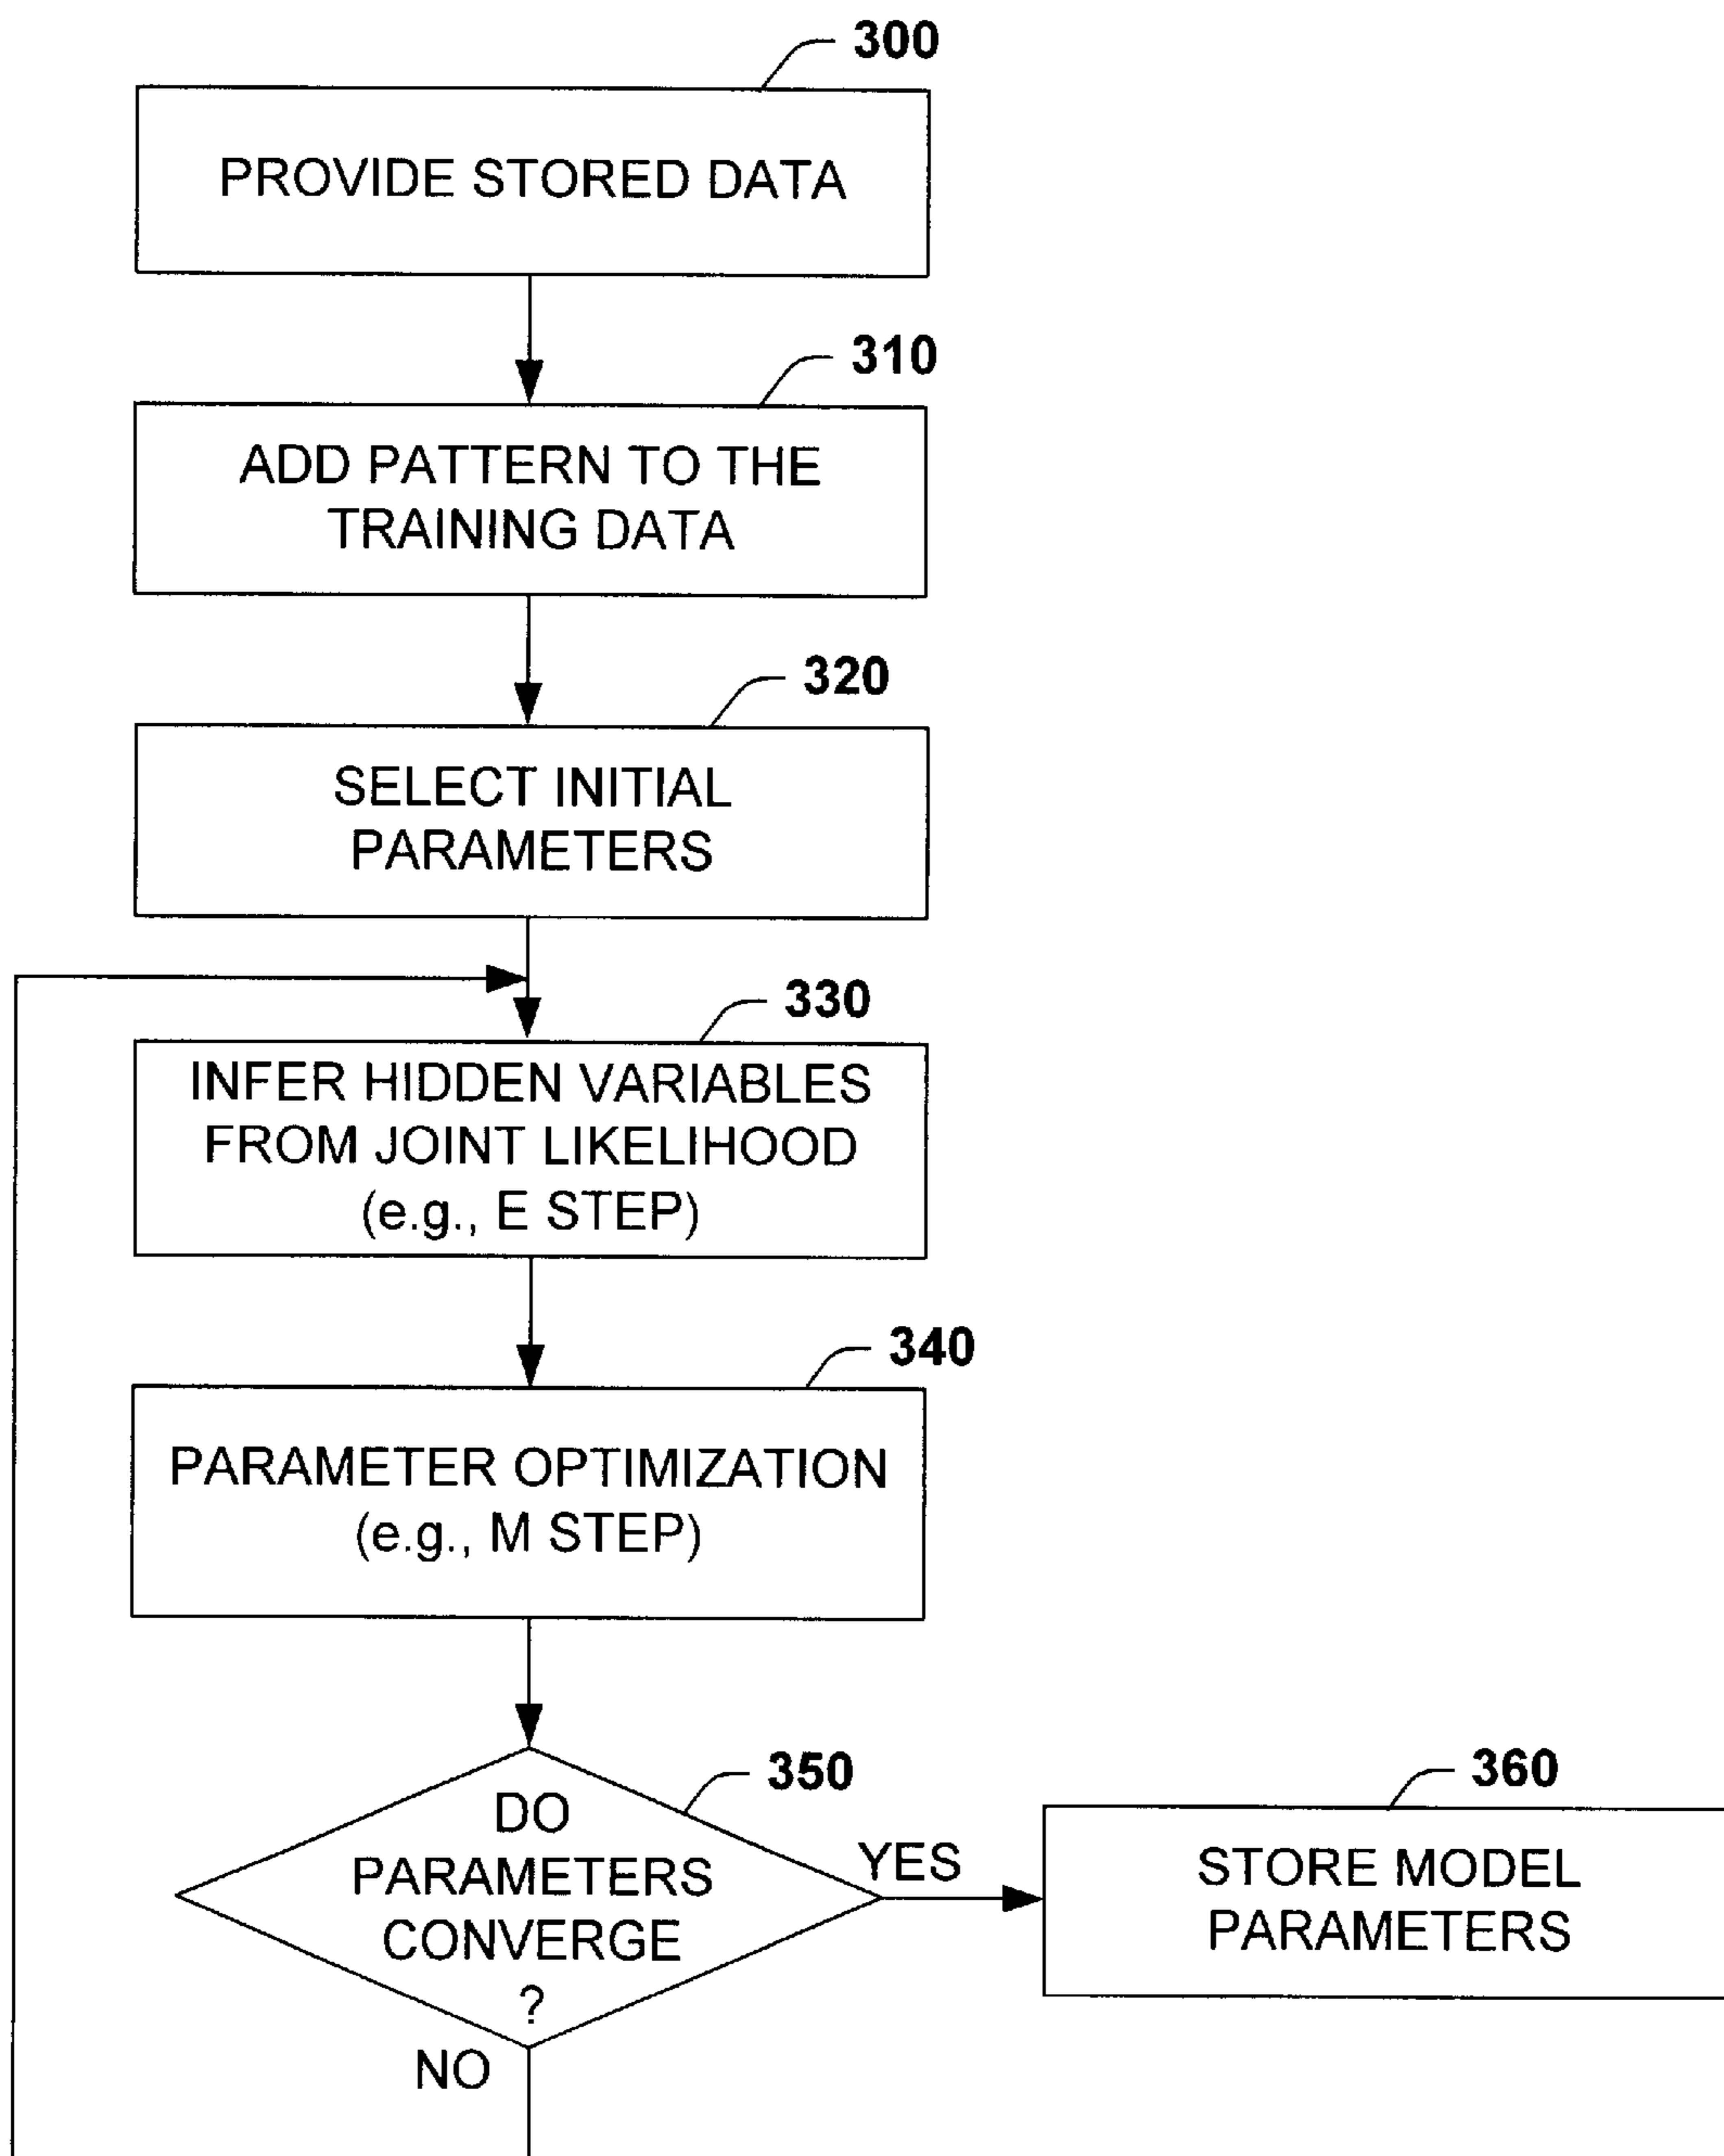 300
PROVIDE STORED DATA
310
ADD PATTERN TO THE
TRAINING DATA
320
SELECT INITIAL
PARAMETERS
330
INFER HIDDEN VARIABLES
FROM JOINT LIKELIHOOD
(e.g., E STEP)
340
PARAMETER OPTIMIZATION
(e.g., M STEP)
350
DO
PARAMETERS
CONVERGE
?
YES
NO
360
STORE MODEL
PARAMETERS